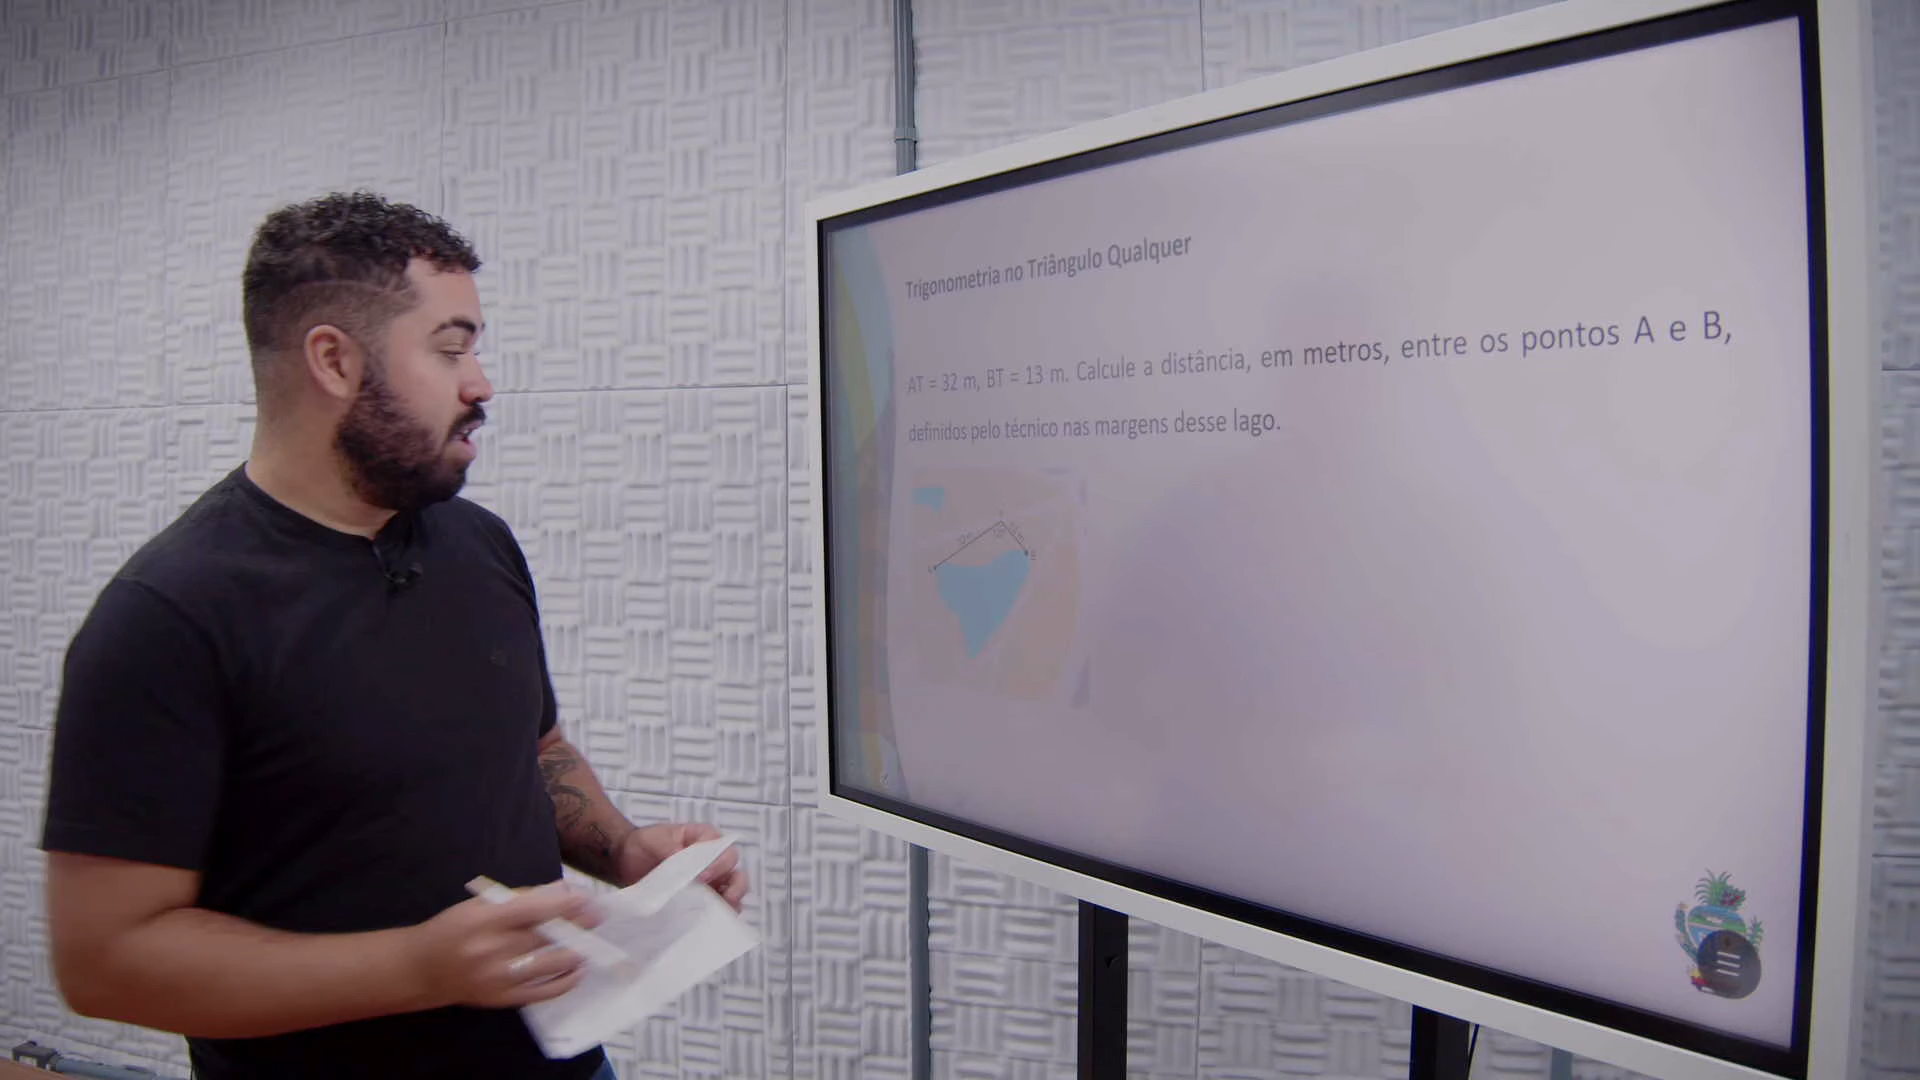 Trigonometria no Triângulo Qualquer
AT = 32 m, BT = 13 m. Calcule a distância, em metros, entre os pontos A e B,
definidos pelo técnico nas margens desse lago.